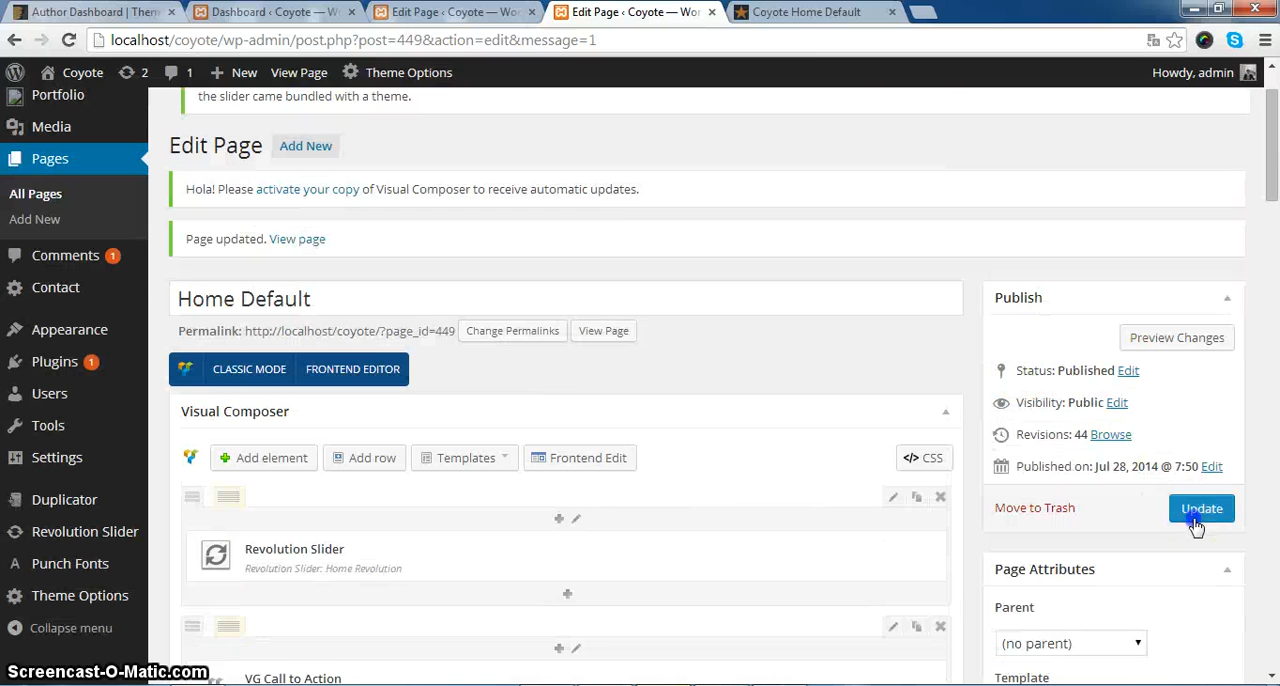 Author Dashboard | Them
Dashboard ‹ Coyote — Wo
Edit Page ‹ Coyote — Wor
Edit Page ‹ Coyote — Wor
Coyote Home Default
localhost/coyote/wp-admin/post.php?post=449&action=edit&message=1
Coyote 2 1 + New View Page Theme Options Howdy, admin
Portfolio
Media
Pages
All Pages
Add New
Comments 1
Contact
Appearance
Plugins 1
Users
Tools
Settings
Duplicator
Revolution Slider
Punch Fonts
Theme Options
Collapse menu
the slider came bundled with a theme.
Edit Page Add New
Hola! Please activate your copy of Visual Composer to receive automatic updates.
Page updated. View page
Home Default
Permalink: http://localhost/coyote/?page_id=449 Change Permalinks View Page
CLASSIC MODE FRONTEND EDITOR
Visual Composer
Add element Add row Templates Frontend Edit </> CSS
Revolution Slider
Revolution Slider: Home Revolution
VG Call to Action
Publish
Preview Changes
Status: Published Edit
Visibility: Public Edit
Revisions: 44 Browse
Published on: Jul 28, 2014 @ 7:50 Edit
Move to Trash Update
Page Attributes
Parent
(no parent)
Template
Screencast-O-Matic.com